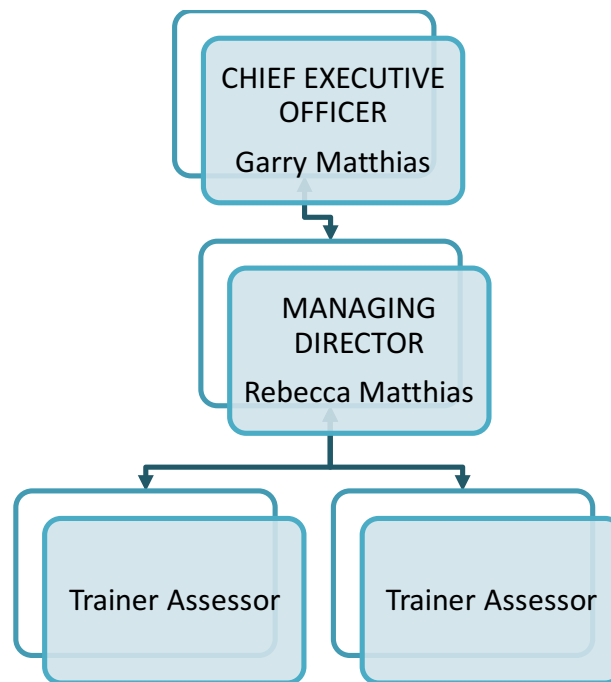 CHIEF EXECUTIVE
OFFICER
Garry Matthias
MANAGING
DIRECTOR
Rebecca Matthias
Trainer Assessor
Trainer Assessor